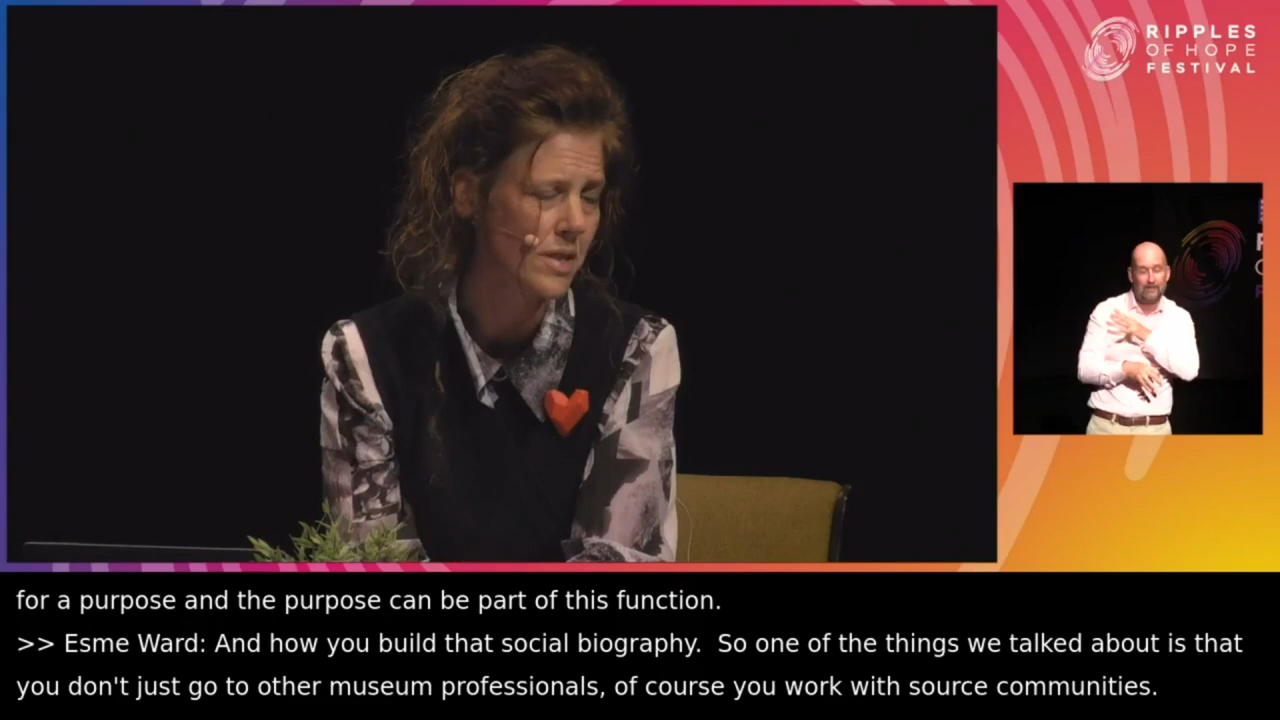 RIPPLES
OF HOPE
FESTIVAL
for a purpose and the purpose can be part of this function.
>> Esme Ward: And how you build that social biography.  So one of the things we talked about is that
you don't just go to other museum professionals, of course you work with source communities.